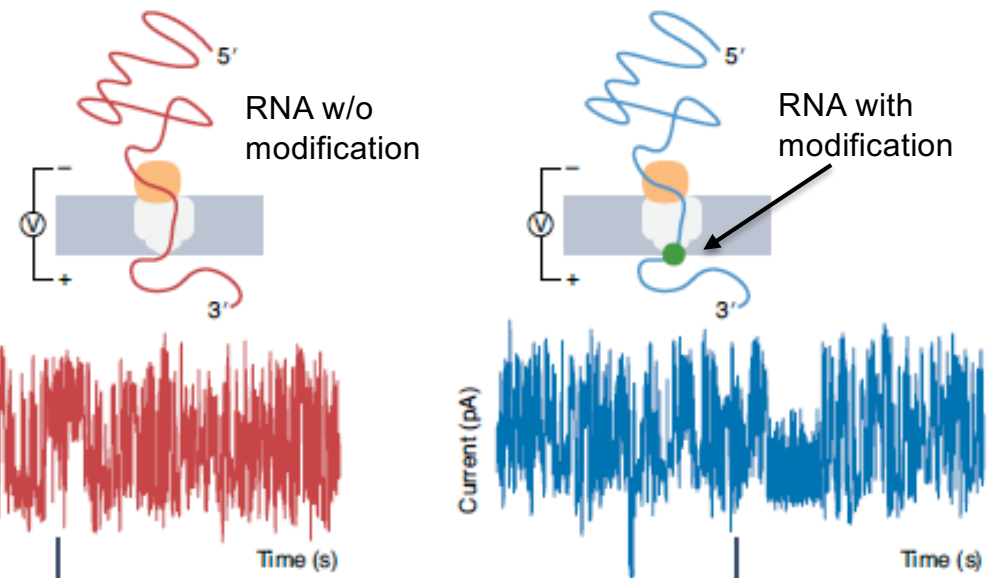 5′
RNA w/o
modification
−
V
+
3′
Time (s)
5′
RNA with
modification
−
V
+
3′
Current (pA)
Time (s)